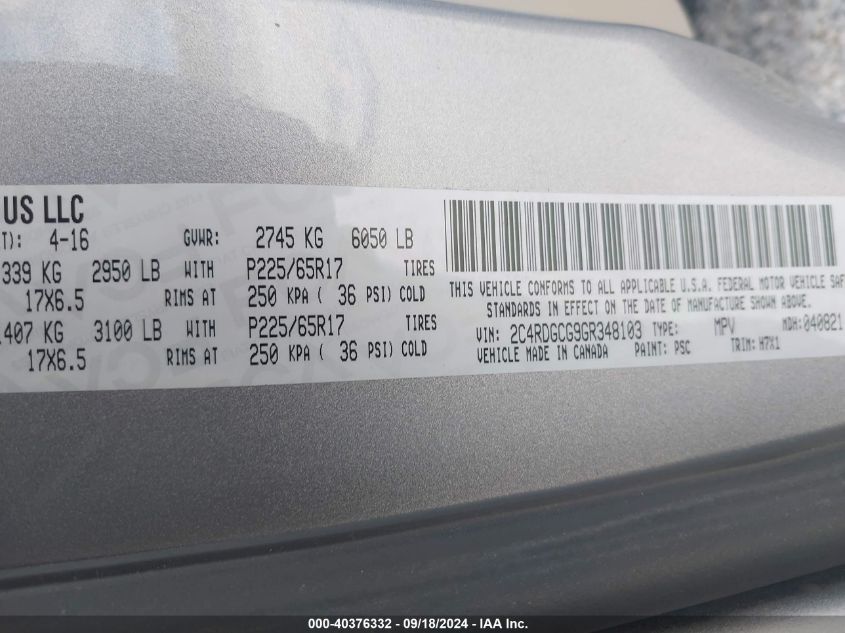 US LLC
T): 4-16 GVWR: 2745 KG 6050 LB
339 KG 2950 LB WITH P225/65R17 TIRES
17X6.5 RIMS AT 250 KPA ( 36 PSI) COLD
1407 KG 3100 LB WITH P225/65R17 TIRES
17X6.5 RIMS AT 250 KPA ( 36 PSI) COLD
THIS VEHICLE CONFORMS TO ALL APPLICABLE U.S.A. FEDERAL MOTOR VEHICLE SAF
STANDARDS IN EFFECT ON THE DATE OF MANUFACTURE SHOWN ABOVE.
VIN: 2C4RDGCG9GR348103 TYPE: MPV MDH:040821
VEHICLE MADE IN CANADA PAINT: PSC TRIM: H7X1
000-40376332 - 09/18/2024 - IAA Inc.